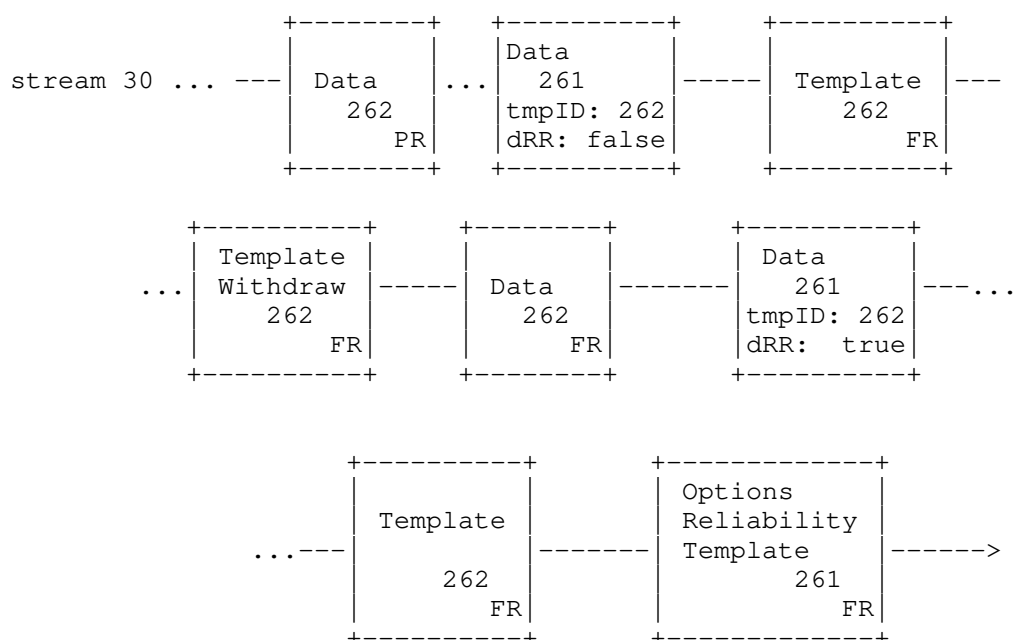 +--------+    +----------+      +----------+
               |        |    |Data      |      |          |
stream 30 ... ---|  Data  |...|  261     |-----| Template |---
               |   262  |    |tmpID: 262|      |   262    |
               |      PR|    |dRR: false|      |        FR|
               +--------+    +----------+      +----------+
         +----------+     +--------+       +----------+
         | Template |     |        |       | Data     |
      ...| Withdraw |-----|  Data  |-------|   261    |---...
         |   262    |     |   262  |       |tmpID: 262|
         |        FR|     |      FR|       |dRR:  true|
         +----------+     +--------+       +----------+
                   +----------+       +-------------+
                   |          |       | Options     |
                   | Template |       | Reliability |
             ...---|          |-------| Template    |------>
                   |    262   |       |        261  |
                   |        FR|       |           FR|
                   +----------+       +-------------+